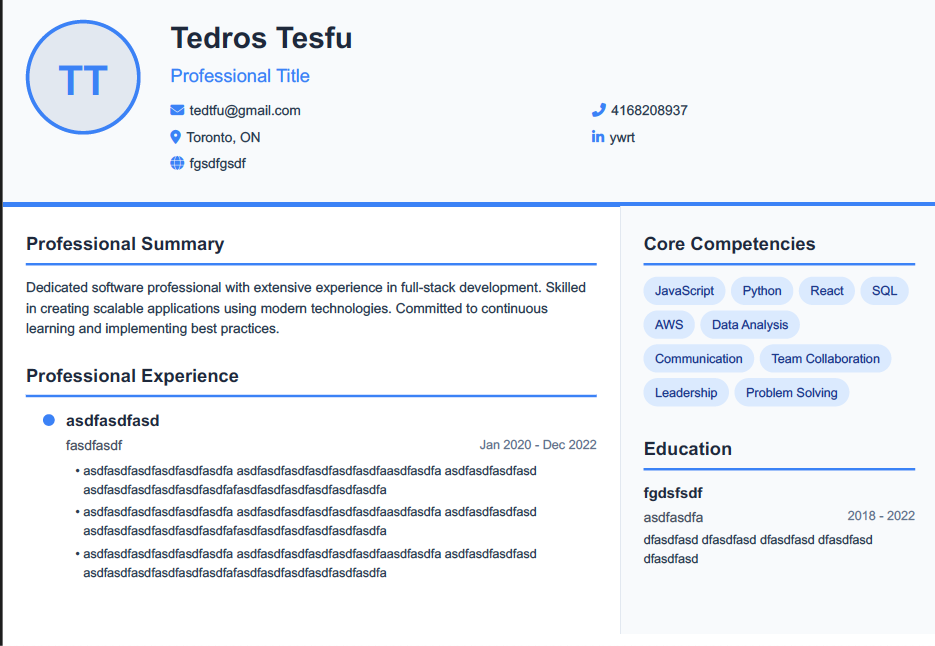 TT
Tedros Tesfu
Professional Title
tedtfu@gmail.com
4168208937
Toronto, ON
in ywrt
fgsdfgsdf
Professional Summary
Dedicated software professional with extensive experience in full-stack development. Skilled
in creating scalable applications using modern technologies. Committed to continuous
learning and implementing best practices.
Professional Experience
asdfasdfasd
fasdfasdf
Jan 2020 - Dec 2022
• asdfasdfasdfasdfasdfasdfa asdfasdfasdfasdfasdfasdfaasdfasdfa asdfasdfasdfasd
asdfasdfasdfasdfasdfasdfafasdfasdfasdfasdfasdfasdfa
• asdfasdfasdfasdfasdfasdfa asdfasdfasdfasdfasdfasdfaasdfasdfa asdfasdfasdfasd
asdfasdfasdfasdfasdfasdfafasdfasdfasdfasdfasdfasdfa
• asdfasdfasdfasdfasdfasdfa asdfasdfasdfasdfasdfasdfaasdfasdfa asdfasdfasdfasd
asdfasdfasdfasdfasdfasdfafasdfasdfasdfasdfasdfasdfa
Core Competencies
JavaScript Python React SQL
AWS Data Analysis
Communication Team Collaboration
Leadership Problem Solving
Education
fgdsfsdf
asdfasdfa
2018 - 2022
dfasdfasd dfasdfasd dfasdfasd dfasdfasd
dfasdfasd